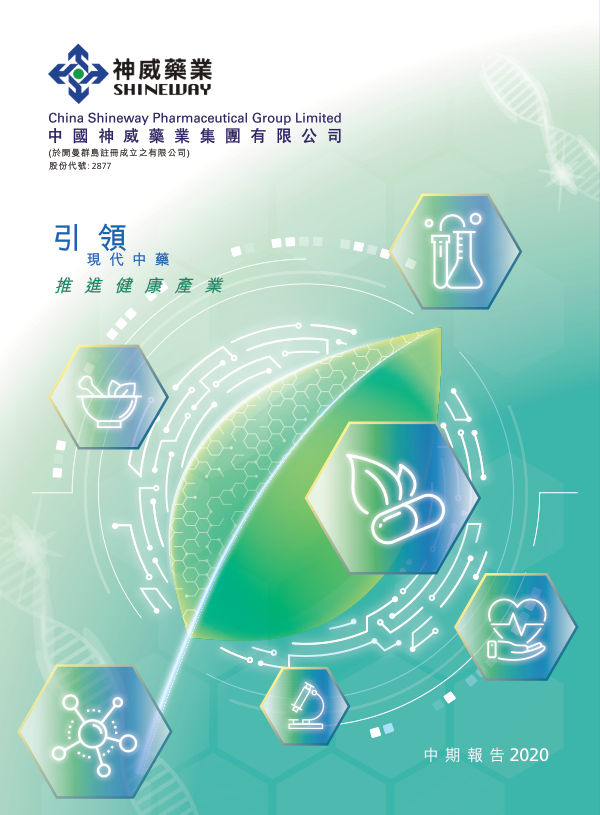 神威藥業
SHINEWAY
China Shineway Pharmaceutical Group Limited
中國神威藥業集團有限公司
(於開曼群島註冊成立之有限公司)
股份代號: 2877
引領
現代中藥
推進健康產業
中期報告 2020